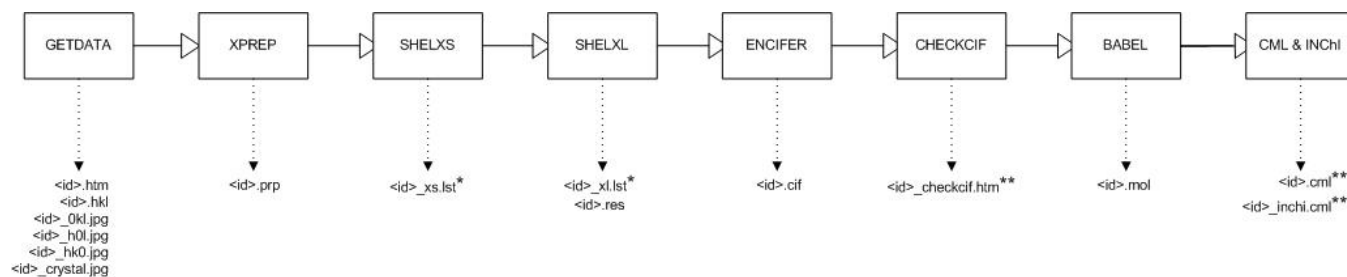 GETDATA
XPREP
SHELXS
SHELXL
ENCIFER
CHECKCIF
BABEL
CML & INChI
<id>.htm
<id>.hkl
<id>_0kl.jpg
<id>_h0l.jpg
<id>_hk0.jpg
<id>_crystal.jpg
<id>.prp
<id>_xs.lst*
<id>_xl.lst*
<id>.res
<id>.cif
<id>_checkcif.htm**
<id>.mol
<id>.cml**
<id>_inchi.cml**